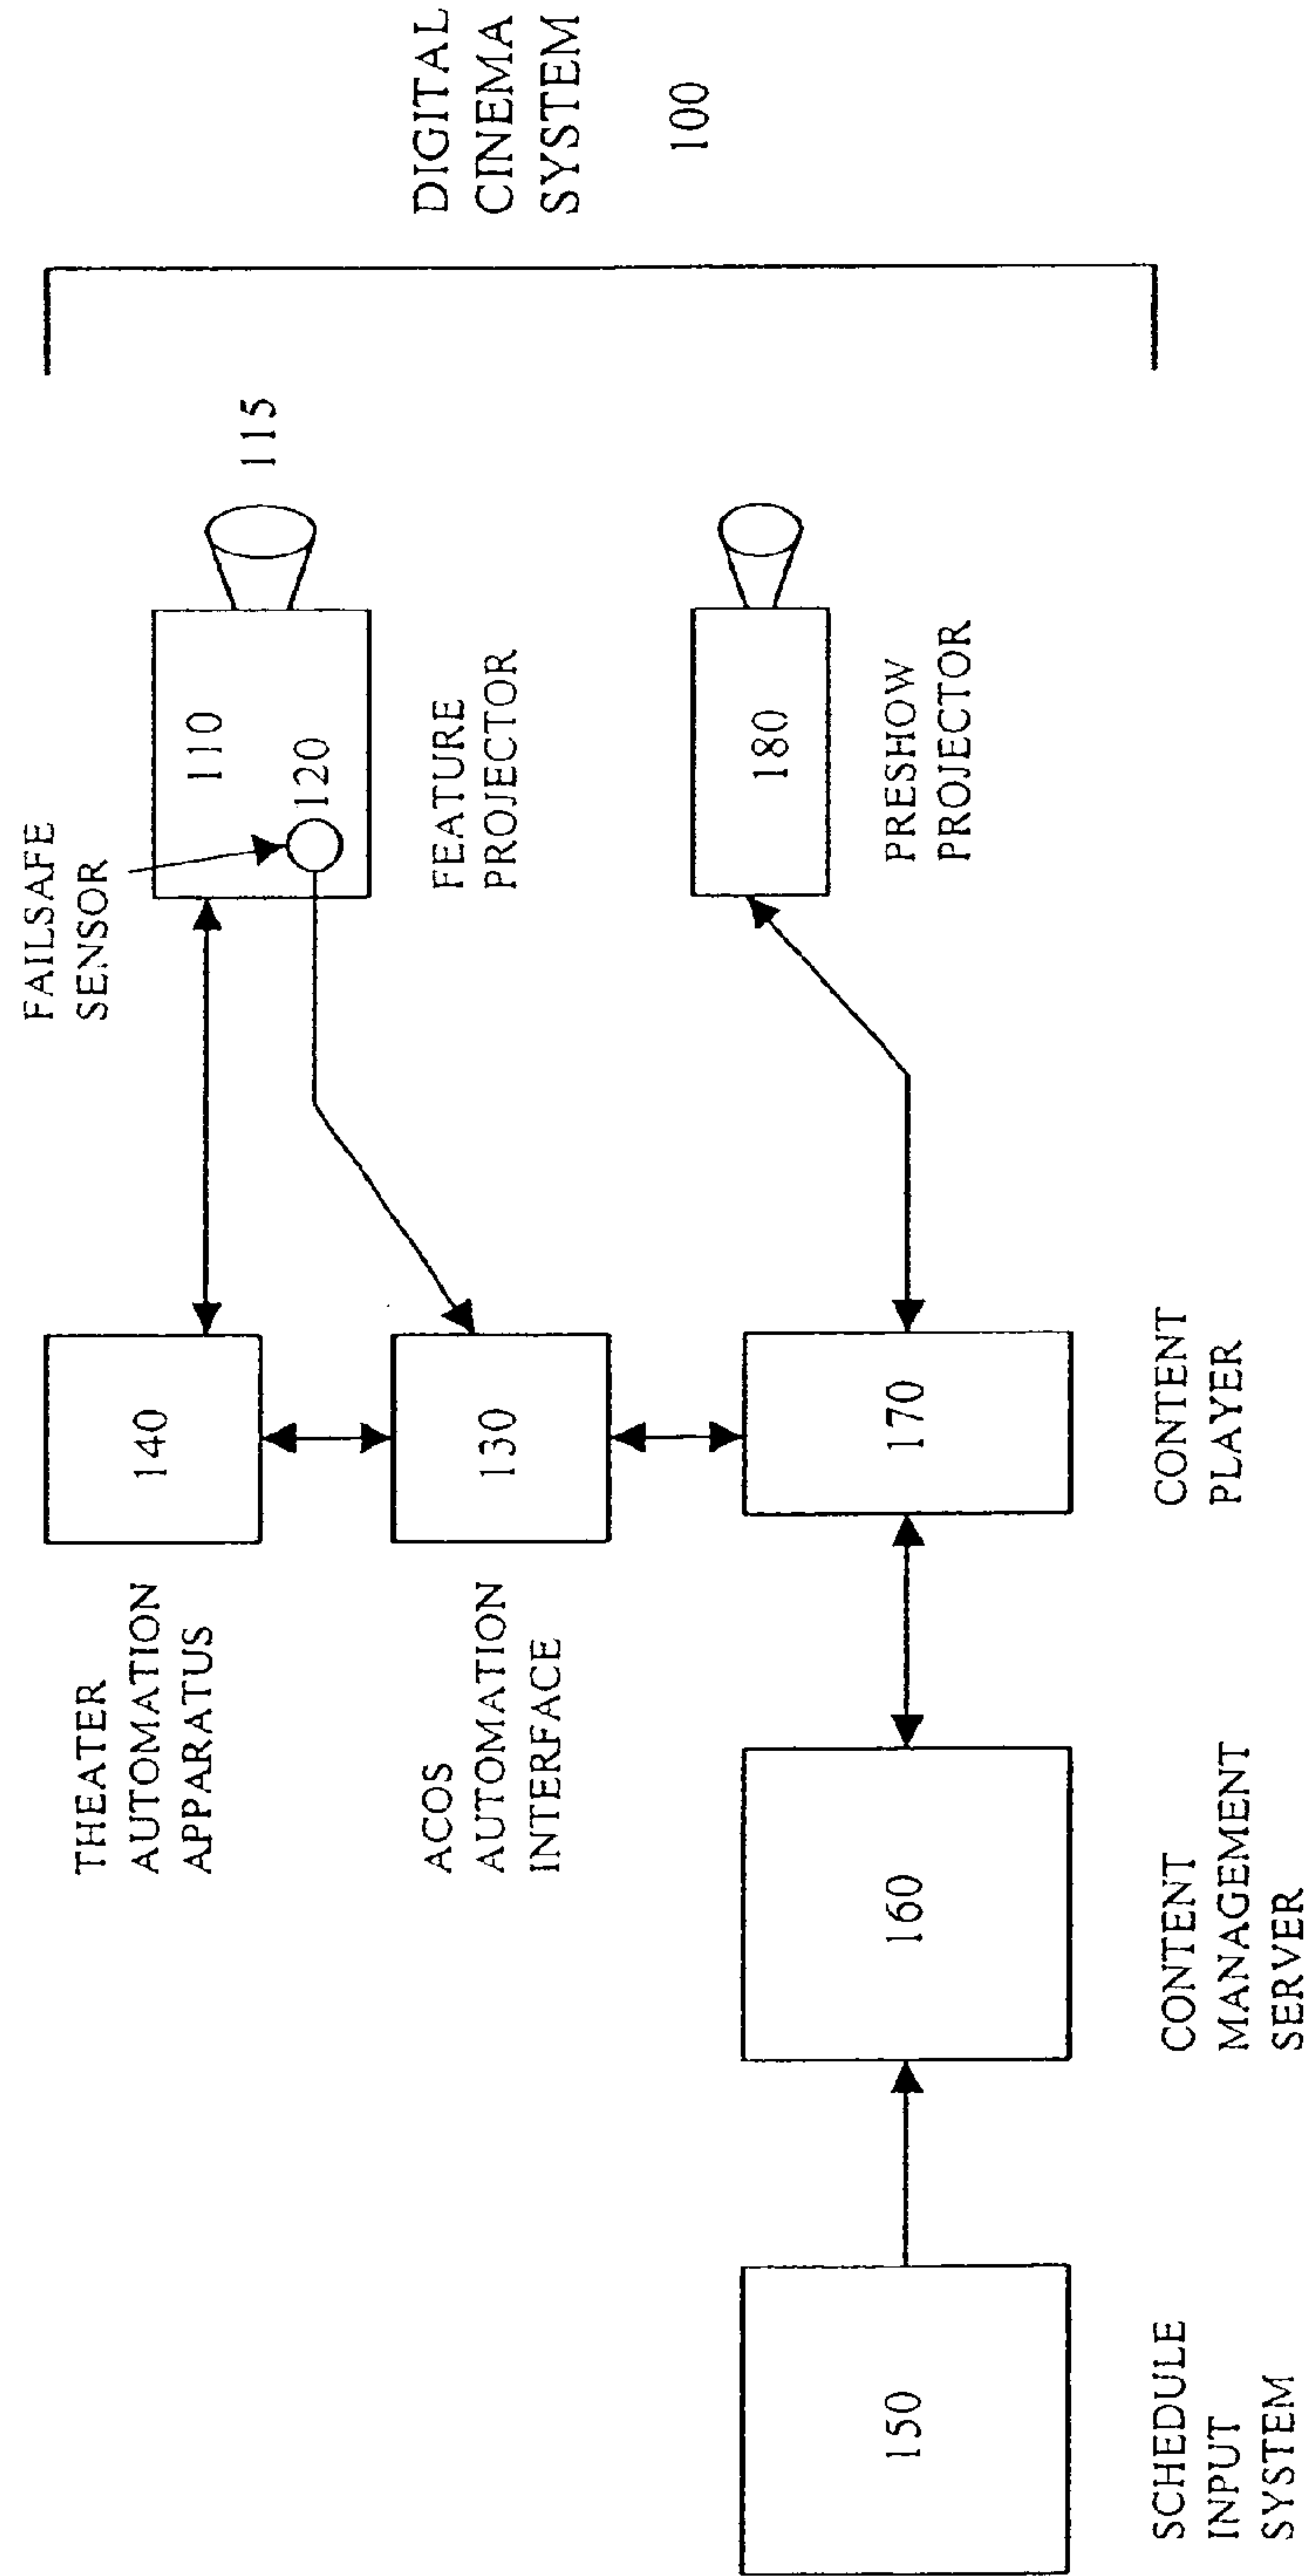 THEATER
AUTOMATION
APPARATUS
140
FAILSAFE
SENSOR
110
120
115
FEATURE
PROJECTOR
ACOS
AUTOMATION
INTERFACE
130
DIGITAL
CINEMA
SYSTEM
100
150
SCHEDULE
INPUT
SYSTEM
160
CONTENT
MANAGEMENT
SERVER
170
CONTENT
PLAYER
180
PRESHOW
PROJECTOR